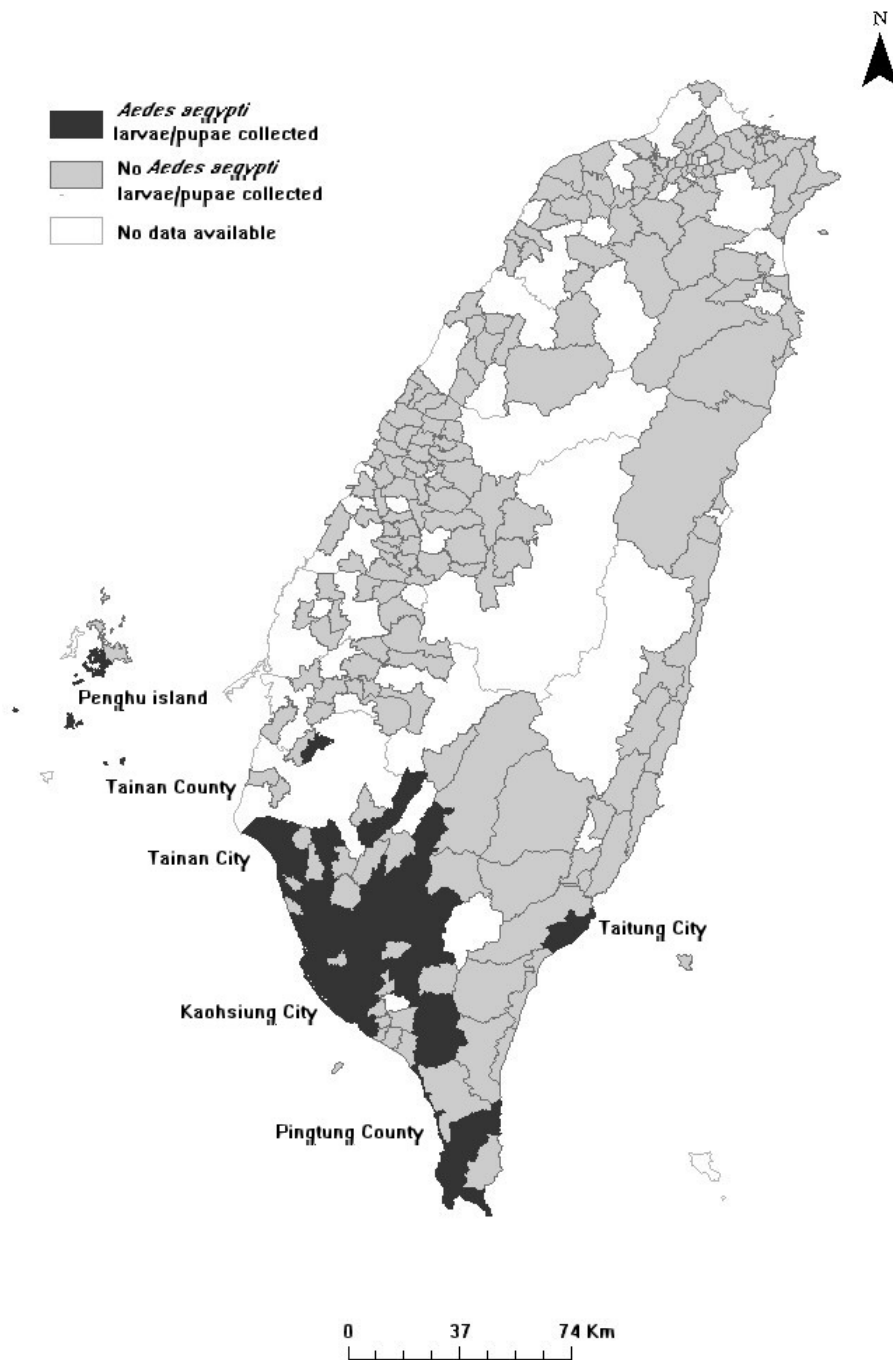 N
Aedes aegypti
larvae/pupae collected
No Aedes aegypti
larvae/pupae collected
No data available
Penghu island
Tainan County
Tainan City
Taitung City
Kaohsiung City
Pingtung County
0 37 74 Km